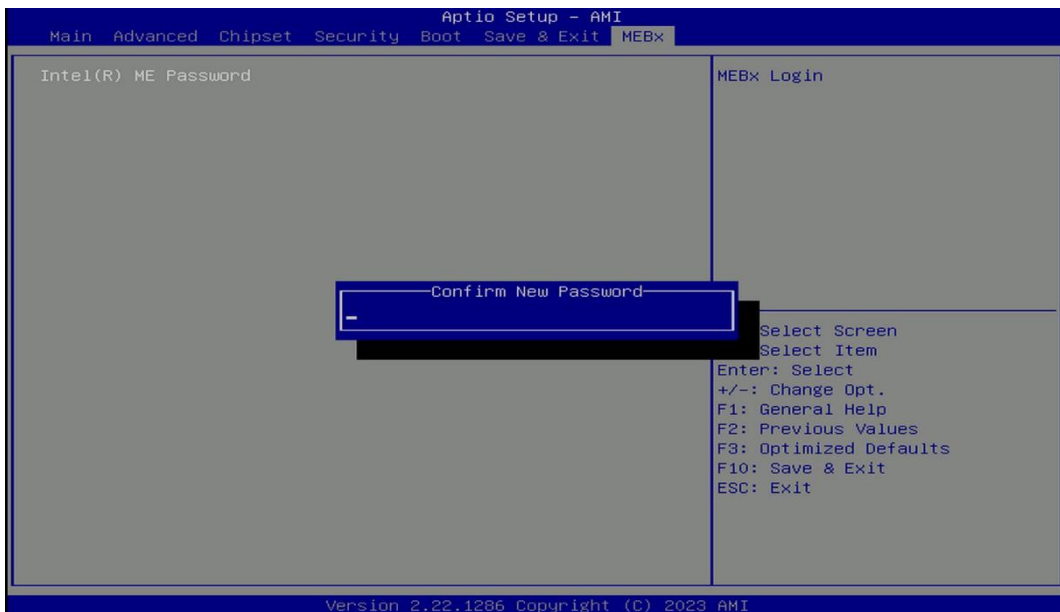 Aptio Setup – AMI
Main Advanced Chipset Security Boot Save & Exit MEBx
Intel(R) ME Password
MEBx Login
Confirm New Password
Select Screen
Select Item
Enter: Select
+/-: Change Opt.
F1: General Help
F2: Previous Values
F3: Optimized Defaults
F10: Save & Exit
ESC: Exit
Version 2.22.1286 Copyright (C) 2023 AMI